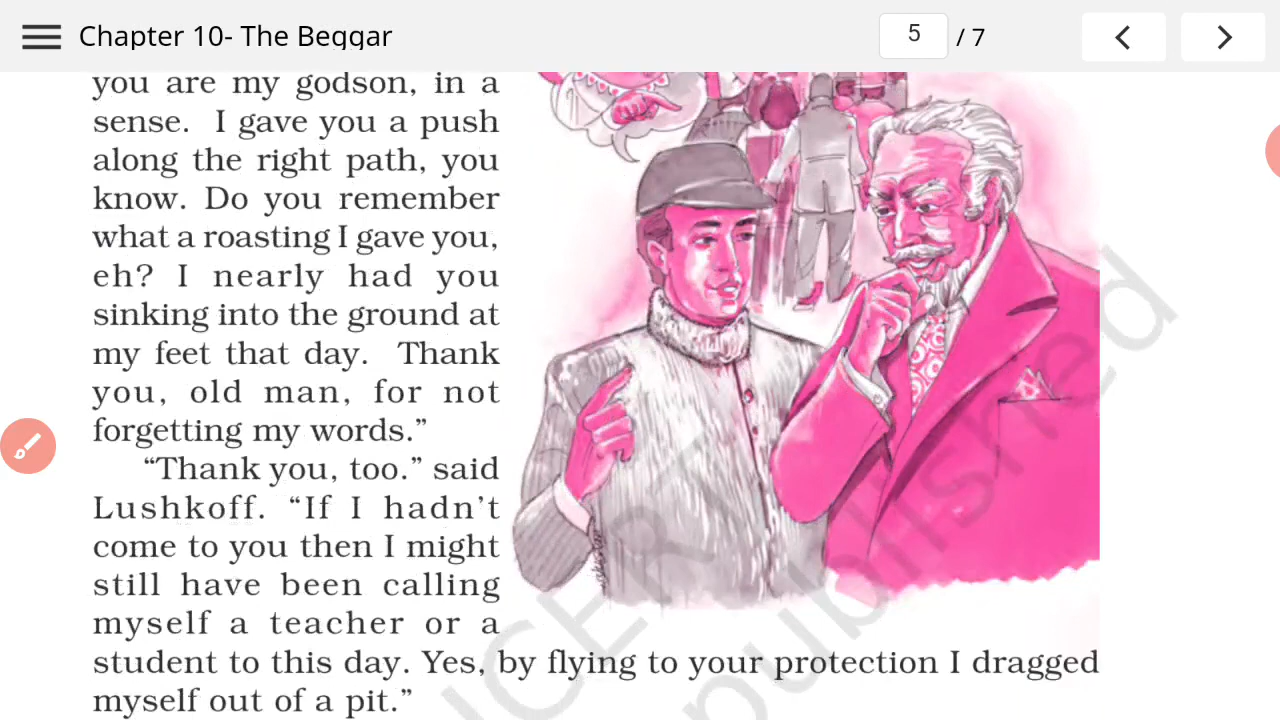 Chapter 10- The Beggar
5 / 7
you are my godson, in a
sense. I gave you a push
along the right path, you
know. Do you remember
what a roasting I gave you,
eh? I nearly had you
sinking into the ground at
my feet that day. Thank
you, old man, for not
forgetting my words.”
“Thank you, too.” said
Lushkoff. “If I hadn’t
come to you then I might
still have been calling
myself a teacher or a
student to this day. Yes, by flying to your protection I dragged
myself out of a pit.”
NCERT
published